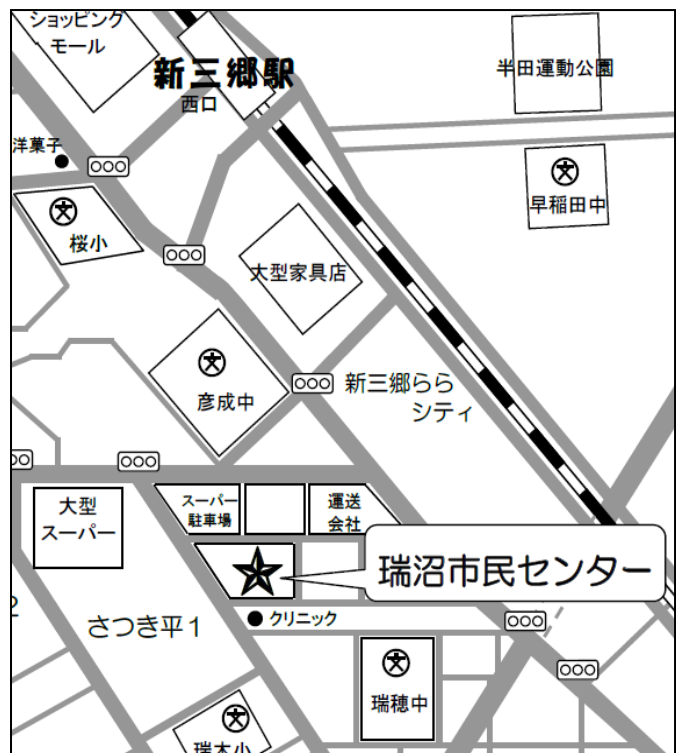 ショッピング
モール
新三郷駅
西口
半田運動公園
洋菓子
早稲田中
桜小
大型家具店
彦成中
新三郷らら
シティ
大型
スーパー
スーパー
駐車場
運送
会社
瑞沼市民センター
2
さつき平1
クリニック
瑞穂中
瑞木小